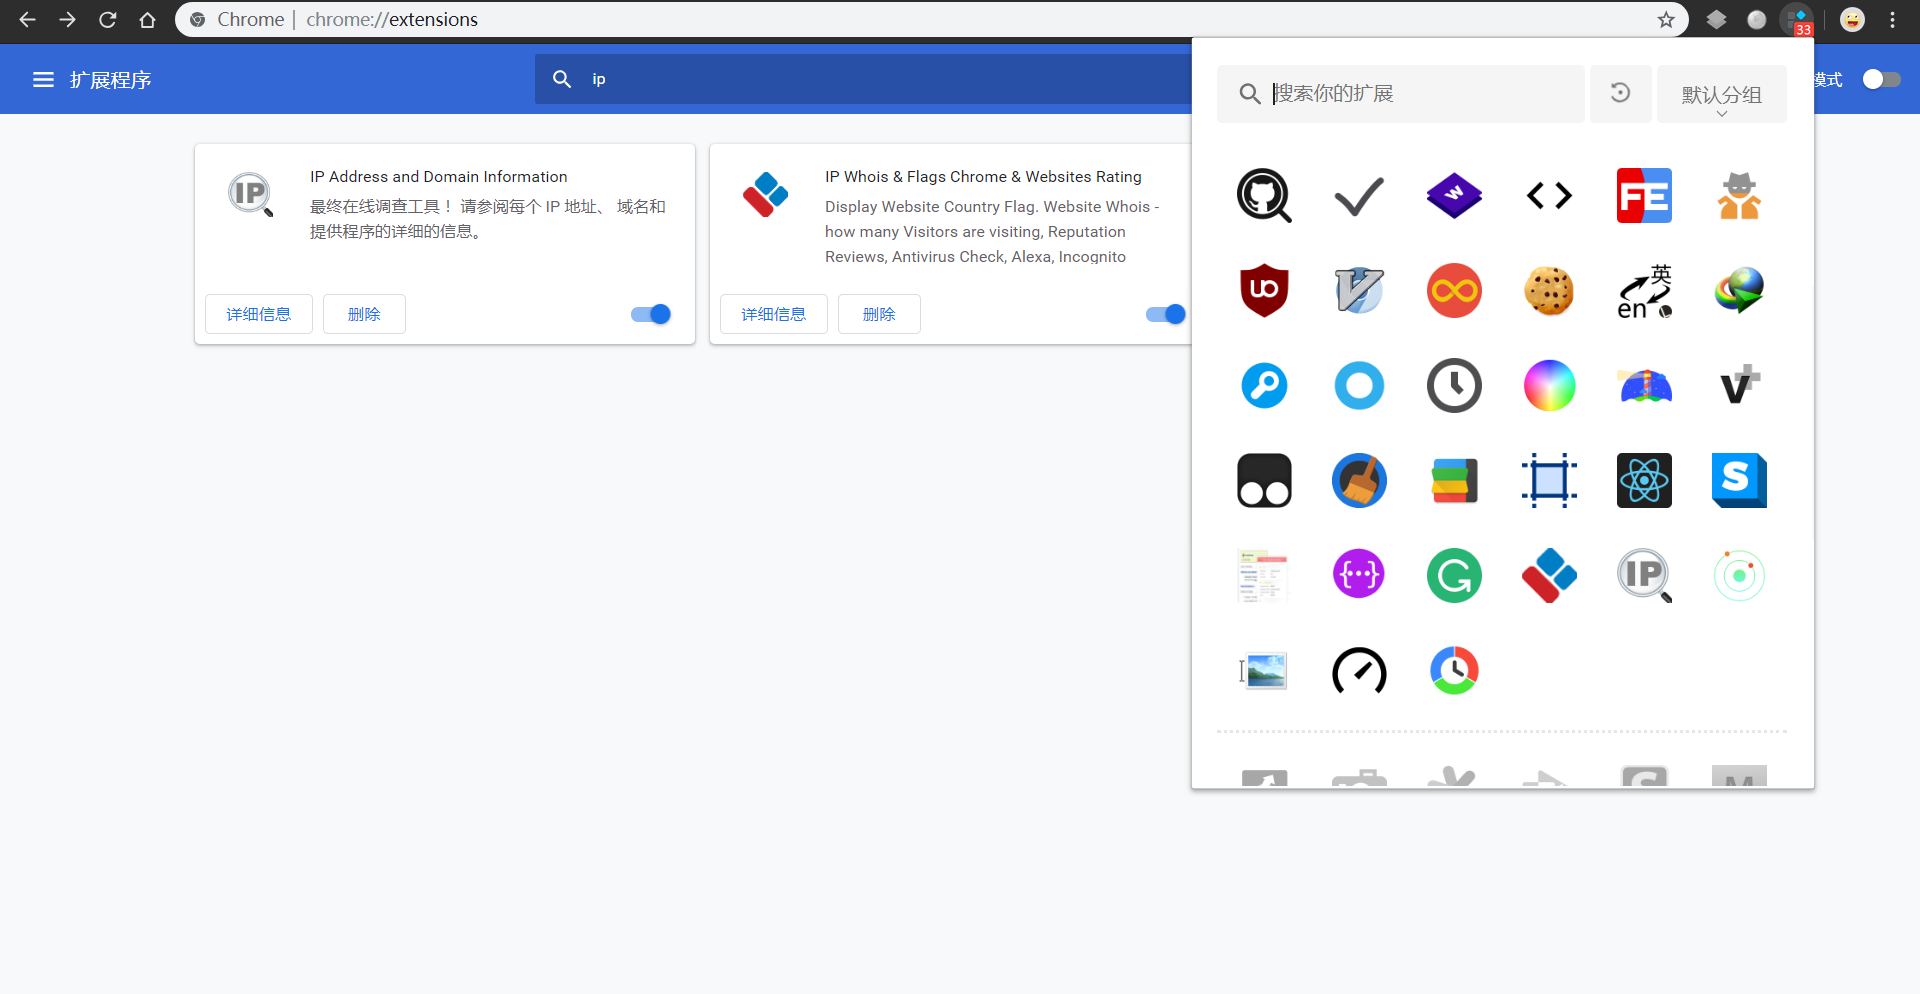 Chrome | chrome://extensions
33
扩展程序
ip
模式
搜索你的扩展
默认分组
IP
IP Address and Domain Information
最终在线调查工具！ 请参阅每个 IP 地址、 域名和
提供程序的详细的信息。
详细信息
删除
IP Whois & Flags Chrome & Websites Rating
Display Website Country Flag. Website Whois -
how many Visitors are visiting, Reputation
Reviews, Antivirus Check, Alexa, Incognito
详细信息
删除
W
FE
UO
V
英
en
V
S
G
IP